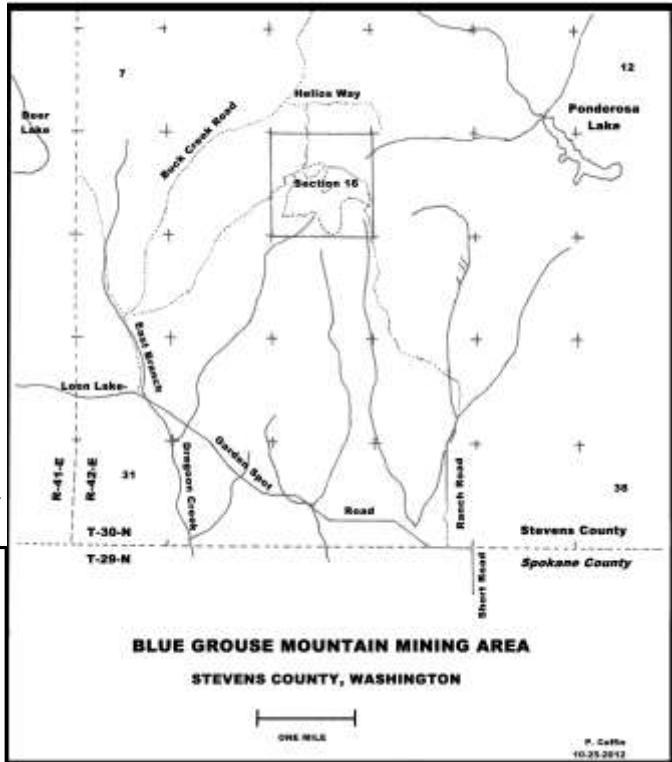 7
12
Helios Way
Deer
Lake
Ponderosa
Lake
Buck Creek Road
Section 16
East Branch
Loon Lake-
Garden Spot
Dragoon Creek
R-41-E
R-42-E
31
36
Road
Ranch Road
T-30-N
Stevens County
T-29-N
Spokane County
Short Road
BLUE GROUSE MOUNTAIN MINING AREA
STEVENS COUNTY, WASHINGTON
ONE MILE
P. Coffin
10-25-2012